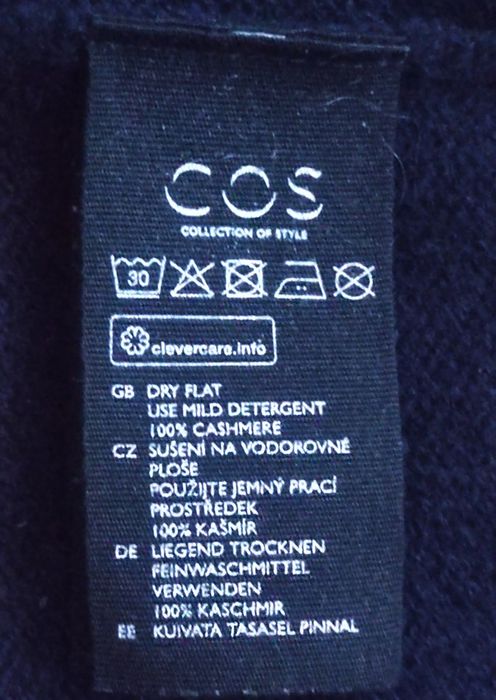 COS
COLLECTION OF STYLE
30
clevercare.info
GB DRY FLAT
USE MILD DETERGENT
100% CASHMERE
CZ SUŠENÍ NA VODOROVNÉ
PLOŠE
POUŽIJTE JEMNÝ PRACÍ
PROSTŘEDEK
100% KAŠMÍR
DE LIEGEND TROCKNEN
FEINWASCHMITTEL
VERWENDEN
100% KASCHMIR
EE KUIVATA TASASEL PINNAL